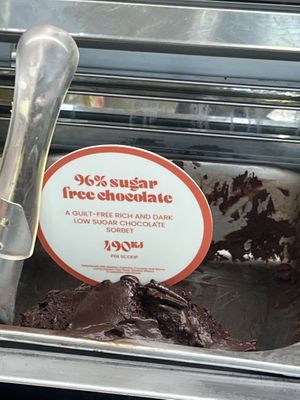 96% sugar
free chocolate
A GUILT-FREE RICH AND DARK
LOW SUGAR CHOCOLATE
SORBET
490KJ
PER SCOOP